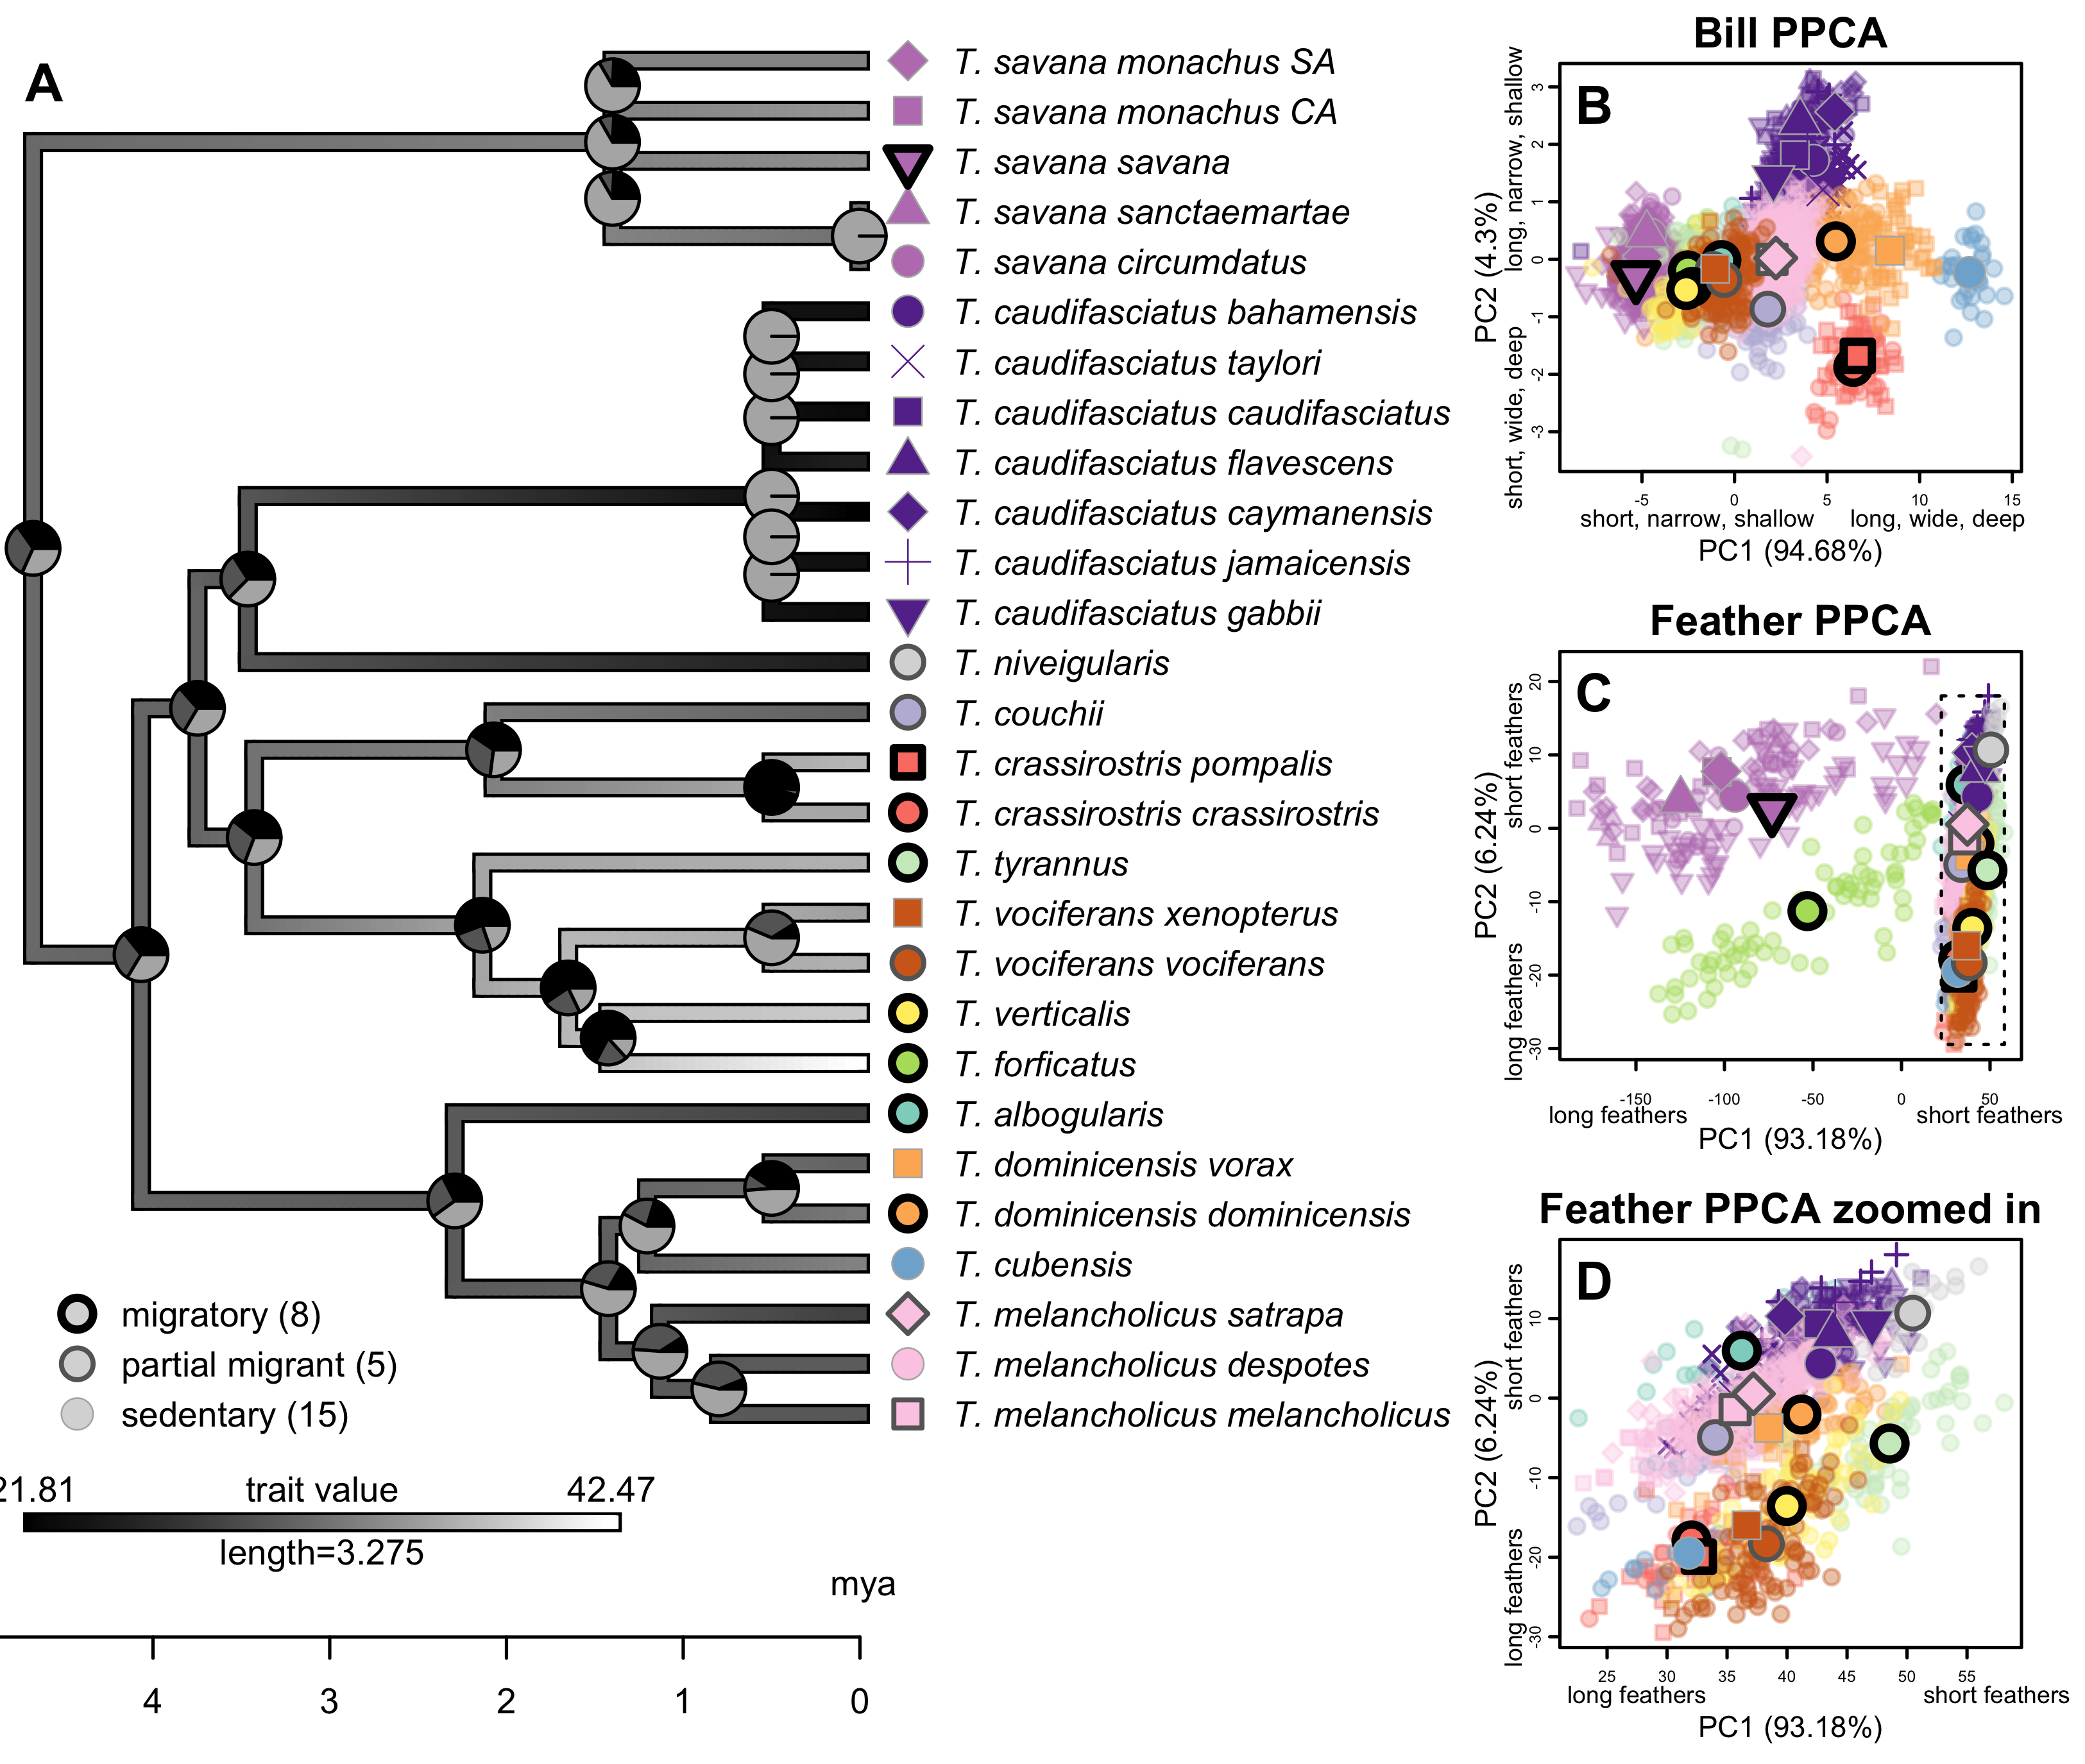 A
T. savana monachus SA
T. savana monachus CA
T. savana savana
T. savana sanctaemartae
T. savana circumdatus
T. caudifasciatus bahamensis
T. caudifasciatus taylori
T. caudifasciatus caudifasciatus
T. caudifasciatus flavescens
T. caudifasciatus caymanensis
T. caudifasciatus jamaicensis
T. caudifasciatus gabbii
T. niveigularis
T. couchii
T. crassirostris pompalis
T. crassirostris crassirostris
T. tyrannus
T. vociferans xenopterus
T. vociferans vociferans
T. verticalis
T. forficatus
T. albogularis
T. dominicensis vorax
T. dominicensis dominicensis
T. cubensis
T. melancholicus satrapa
T. melancholicus despotes
T. melancholicus melancholicus
migratory (8)
partial migrant (5)
sedentary (15)
21.81 trait value 42.47
length=3.275
mya
4 3 2 1 0
Bill PPCA
B
PC2 (4.3%)
short, wide, deep long, narrow, shallow
3
2
1
0
-1
-2
-3
-5 0 5 10 15
short, narrow, shallow long, wide, deep
PC1 (94.68%)
Feather PPCA
C
PC2 (6.24%)
long feathers short feathers
20
10
0
-10
-20
-30
-150 -100 -50 0 50
long feathers short feathers
PC1 (93.18%)
Feather PPCA zoomed in
D
PC2 (6.24%)
long feathers short feathers
10
0
-10
-20
-30
25 30 35 40 45 50 55
long feathers short feathers
PC1 (93.18%)